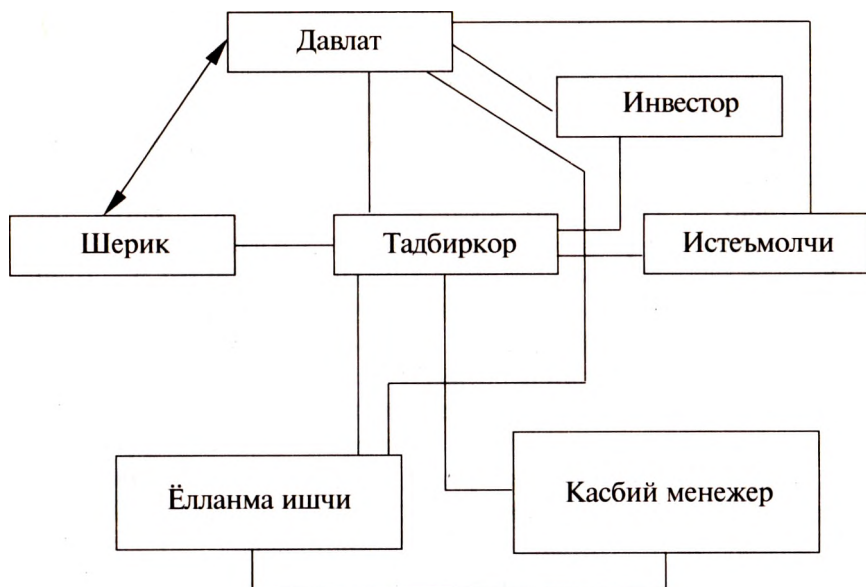 Давлат
Инвестор
Шерик
Тадбиркор
Истеъмолчи
Ёлланма ишчи
Касбий менежер